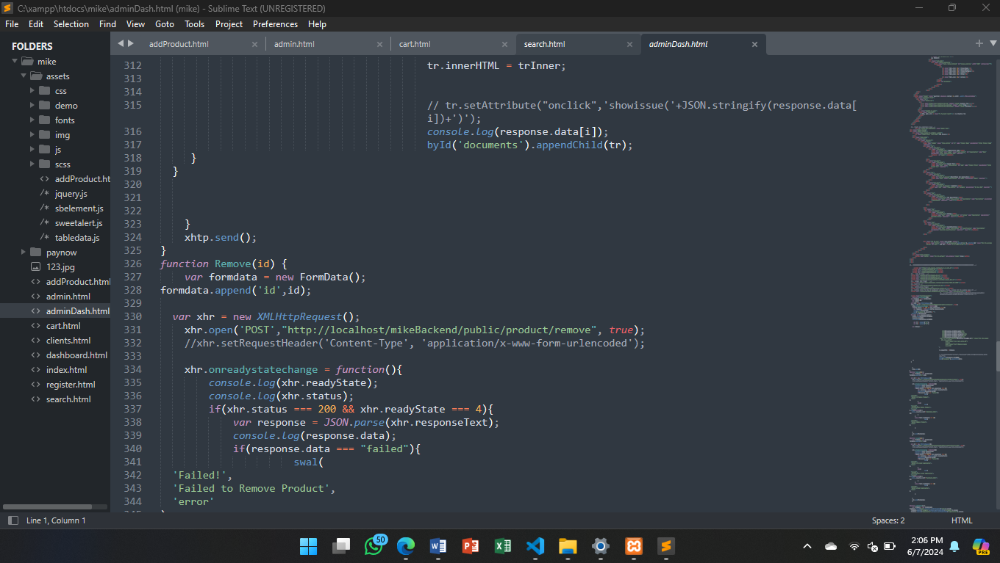 C:\xampp\htdocs\mike\adminDash.html (mike) - Sublime Text (UNREGISTERED)
File Edit Selection Find View Goto Tools Project Preferences Help
FOLDERS
mike
assets
css
demo
fonts
img
js
scss
addProduct.ht
jquery.js
sbelement.js
sweetalert.js
tabledata.js
paynow
123.jpg
addProduct.html
admin.html
adminDash.html
cart.html
clients.html
dashboard.html
index.html
register.html
search.html
addProduct.html admin.html cart.html search.html adminDash.html
312 tr.innerHTML = trInner;
313
314
315 // tr.setAttribute("onclick",'showissue('+JSON.stringify(response.data[
i])+')');
316 console.log(response.data[i]);
317 byId('documents').appendChild(tr);
318 }
319 }
320
321
322
323 }
324 xhtp.send();
325 }
326 function Remove(id) {
327 var formdata = new FormData();
328 formdata.append('id',id);
329
330 var xhr = new XMLHttpRequest();
331 xhr.open('POST',"http://localhost/mikeBackend/public/product/remove", true);
332 //xhr.setRequestHeader('Content-Type', 'application/x-www-form-urlencoded');
333
334 xhr.onreadystatechange = function(){
335 console.log(xhr.readyState);
336 console.log(xhr.status);
337 if(xhr.status === 200 && xhr.readyState === 4){
338 var response = JSON.parse(xhr.responseText);
339 console.log(response.data);
340 if(response.data === "failed"){
341 swal(
342 'Failed!',
343 'Failed to Remove Product',
344 'error'
Line 1, Column 1
Spaces: 2 HTML
50
2:06 PM
6/7/2024
PRE